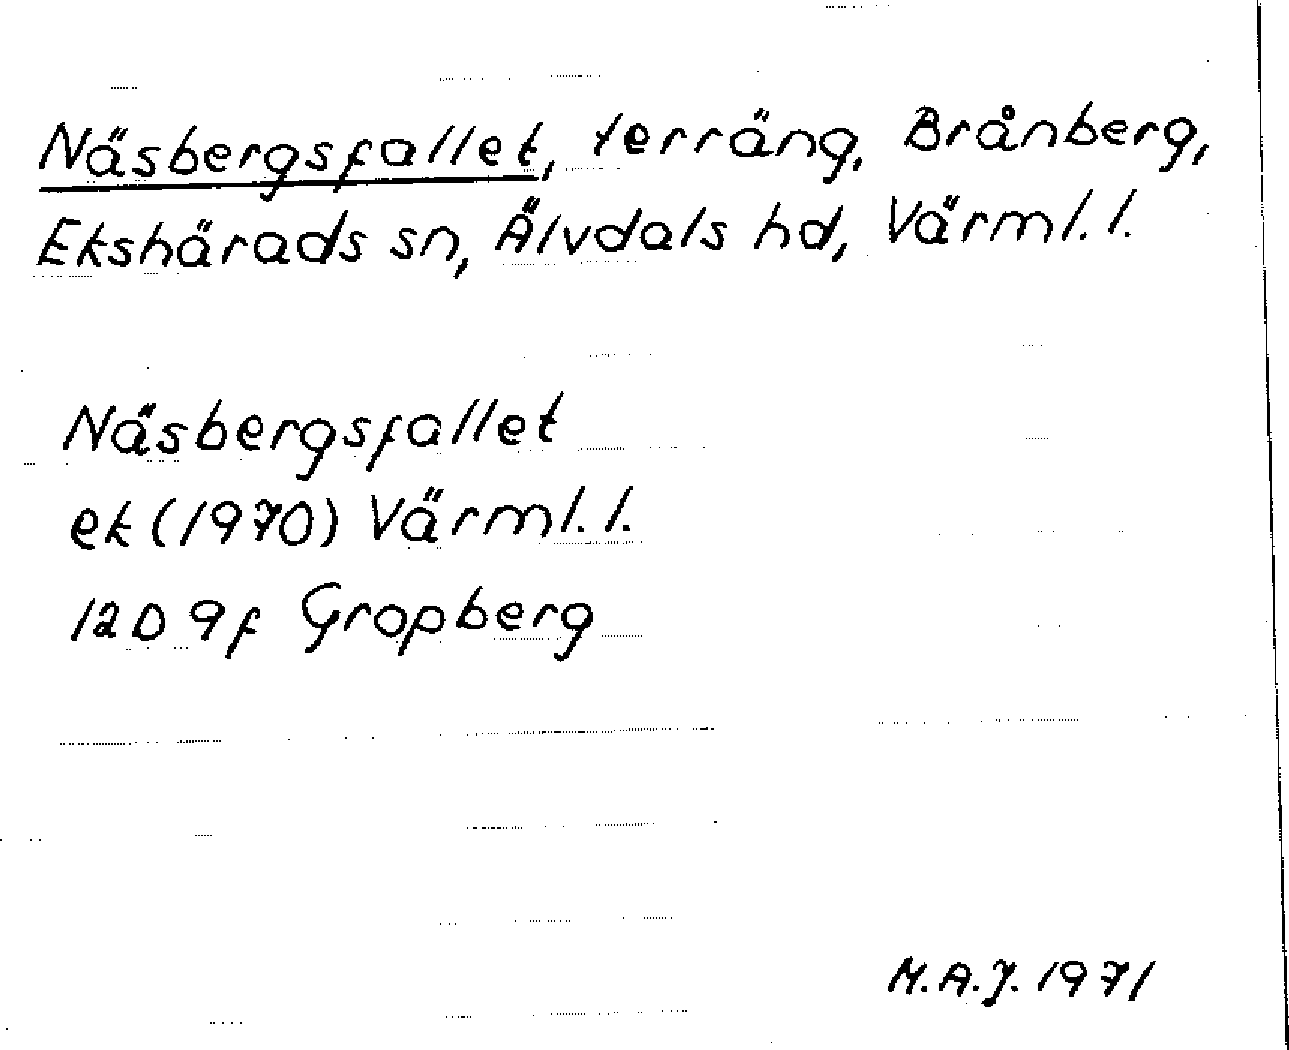 Näsbergsfallet, terräng, Brånberg,
Ekshärads sn, Älvdals hd, Värml. l.
Näsbergsfallet
ek (1970) Värml. l.
12D 9f Gropberg
M.A.J. 1971